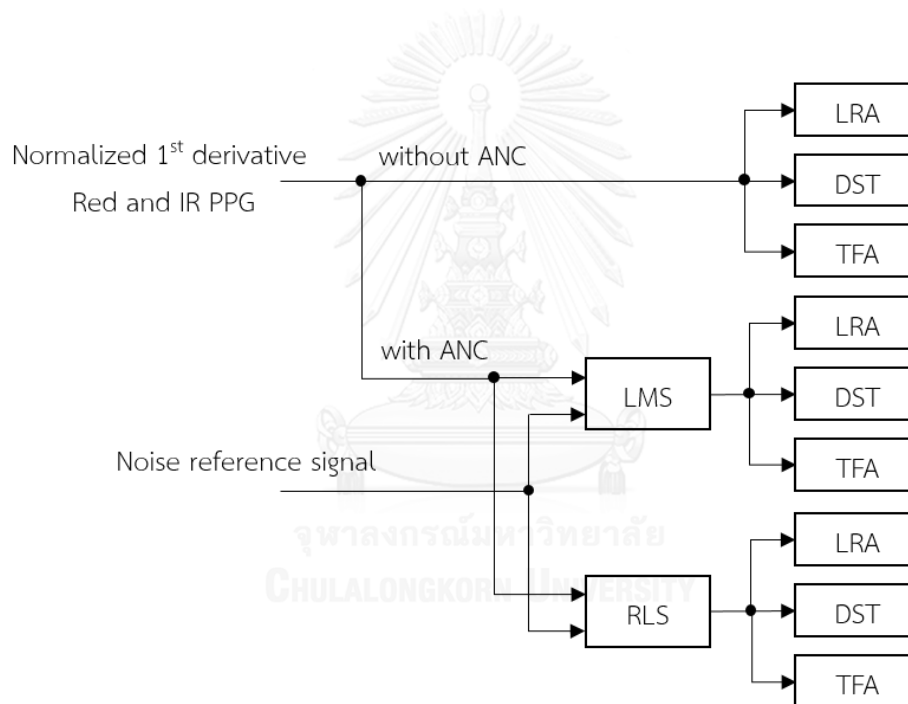 LRA
Normalized 1st derivative
Red and IR PPG
without ANC
DST
TFA
LRA
with ANC
LMS
DST
Noise reference signal
TFA
จุฬาลงกรณ์มหาวิทยาลัย
CHULALONGKORN UNIVERSITY
LRA
RLS
DST
TFA